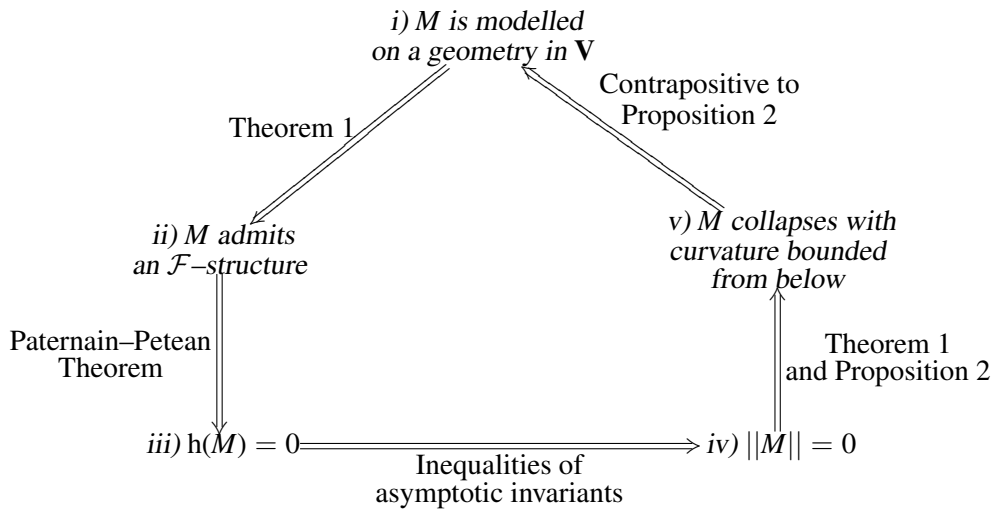 i) M is modelled
on a geometry in V
Contrapositive to
Proposition 2
Theorem 1
ii) M admits
an F–structure
v) M collapses with
curvature bounded
from below
Paternain–Petean
Theorem
Theorem 1
and Proposition 2
iii) h(M) = 0
iv) ||M|| = 0
Inequalities of
asymptotic invariants